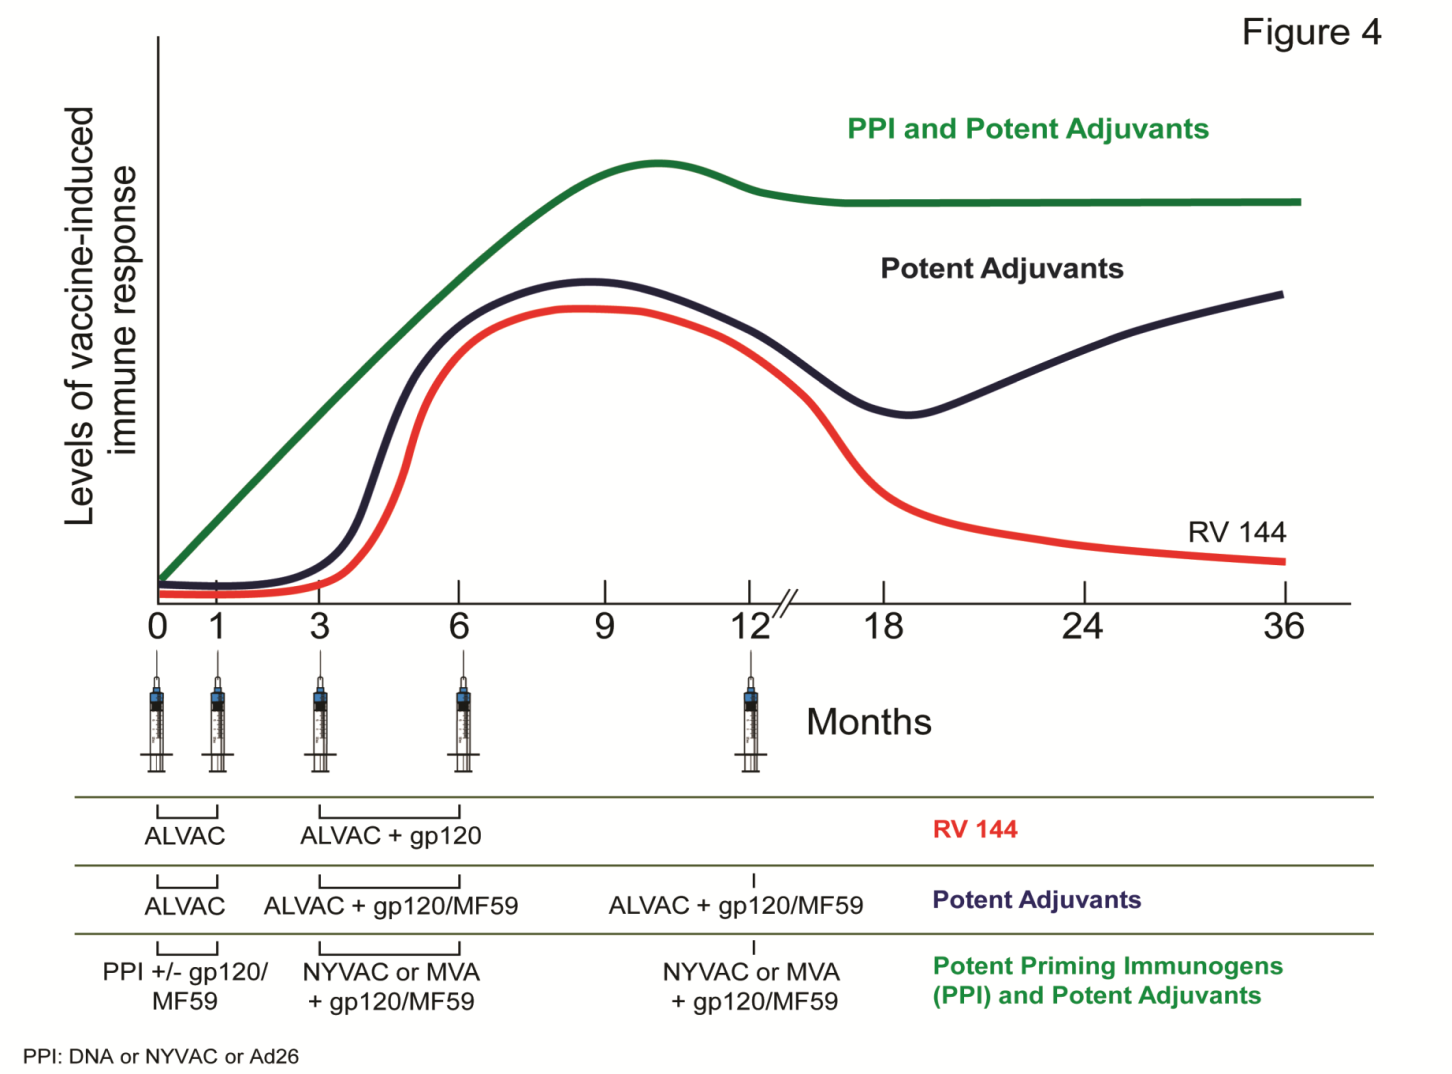 Figure 4
Levels of vaccine-induced
immune response
PPI and Potent Adjuvants
Potent Adjuvants
RV 144
0 1 3 6 9 12 18 24 36
Months
ALVAC ALVAC + gp120 RV 144
ALVAC ALVAC + gp120/MF59 ALVAC + gp120/MF59 Potent Adjuvants
PPI +/- gp120/ NYVAC or MVA NYVAC or MVA Potent Priming Immunogens
MF59 + gp120/MF59 + gp120/MF59 (PPI) and Potent Adjuvants
PPI: DNA or NYVAC or Ad26